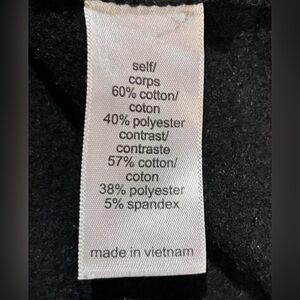 self/
corps
60% cotton/
coton
40% polyester
contrast/
contraste
57% cotton/
coton
38% polyester
5% spandex
made in vietnam